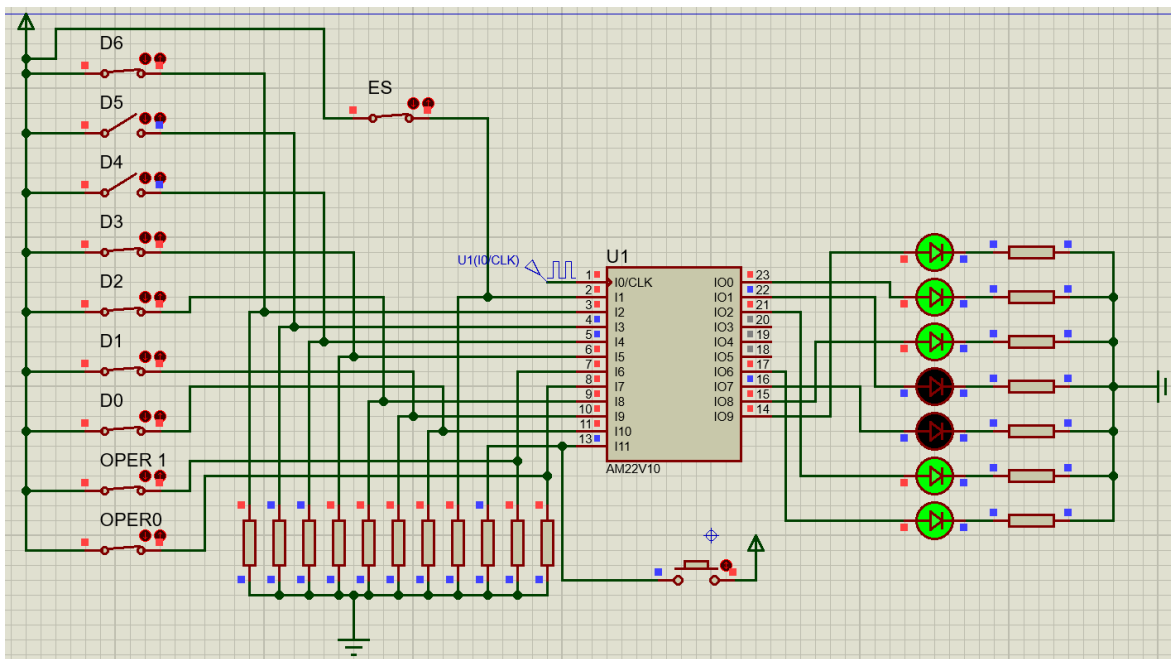 D6
D5
D4
D3
D2
D1
D0
OPER 1
OPER0
ES
U1(I0/CLK)
U1
1 I0/CLK IO0 23
2 I1 IO1 22
3 I2 IO2 21
4 I3 IO3 20
5 I4 IO4 19
6 I5 IO5 18
7 I6 IO6 17
8 I7 IO7 16
9 I8 IO8 15
10 I9 IO9 14
11 I10
13 I11
AM22V10